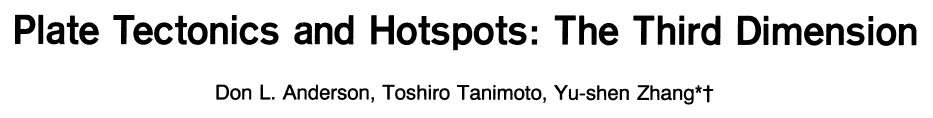 Plate Tectonics and Hotspots: The Third Dimension
Don L. Anderson, Toshiro Tanimoto, Yu-shen Zhang*†